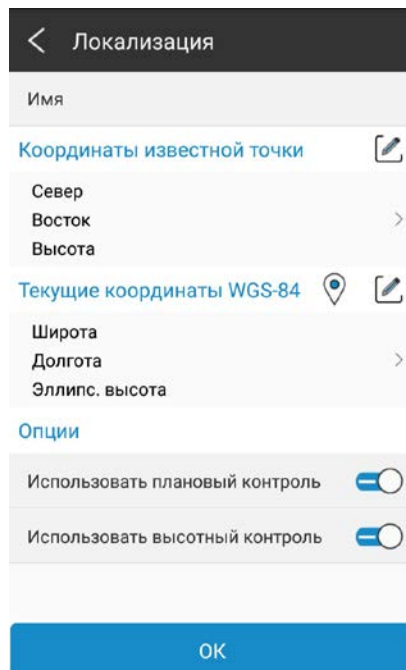 Локализация
Имя
Координаты известной точки
Север
Восток
Высота
Текущие координаты WGS-84
Широта
Долгота
Эллипс. высота
Опции
Использовать плановый контроль
Использовать высотный контроль
ОК